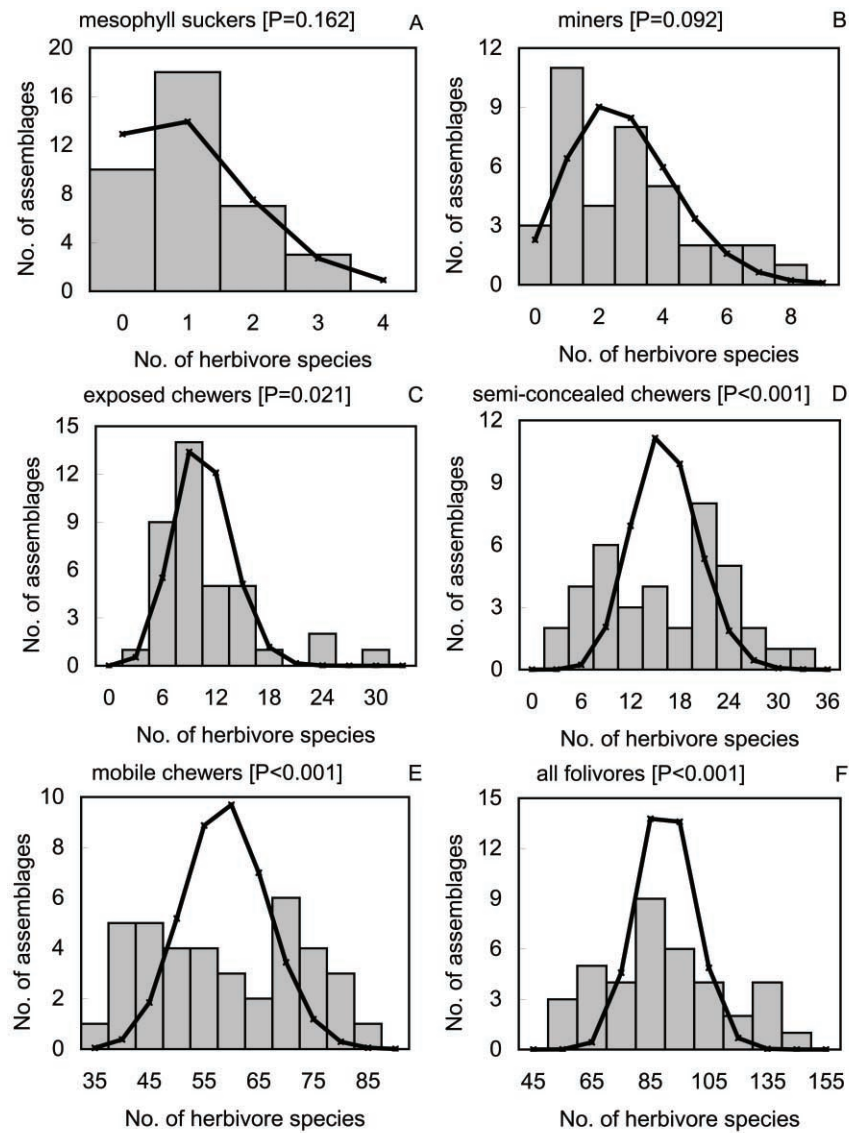 mesophyll suckers [P=0.162] A
No. of assemblages
20
16
12
8
4
0
0 1 2 3 4
No. of herbivore species
miners [P=0.092] B
No. of assemblages
12
9
6
3
0
0 2 4 6 8
No. of herbivore species
exposed chewers [P=0.021] C
No. of assemblages
15
12
9
6
3
0
0 6 12 18 24 30
No. of herbivore species
semi-concealed chewers [P<0.001] D
No. of assemblages
12
9
6
3
0
0 6 12 18 24 30 36
No. of herbivore species
mobile chewers [P<0.001] E
No. of assemblages
10
8
6
4
2
0
35 45 55 65 75 85
No. of herbivore species
all folivores [P<0.001] F
No. of assemblages
15
12
9
6
3
0
45 65 85 105 135 155
No. of herbivore species